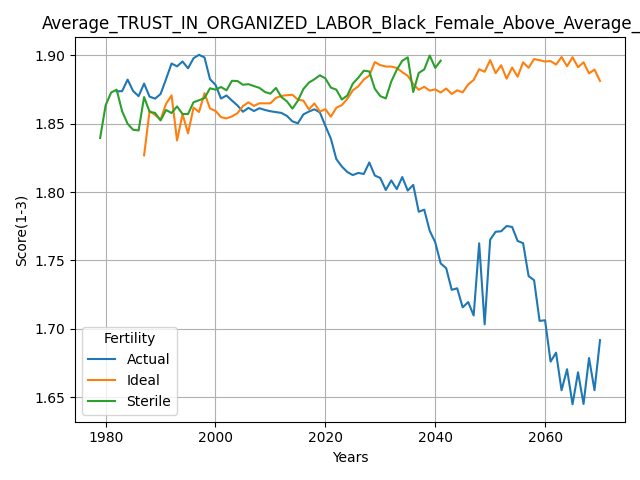 Average_TRUST_IN_ORGANIZED_LABOR_Black_Female_Above_Average_
1.90
1.85
1.80
1.75
1.70
1.65
Score(1-3)
Fertility
Actual
Ideal
Sterile
1980
2000
2020
2040
2060
Years